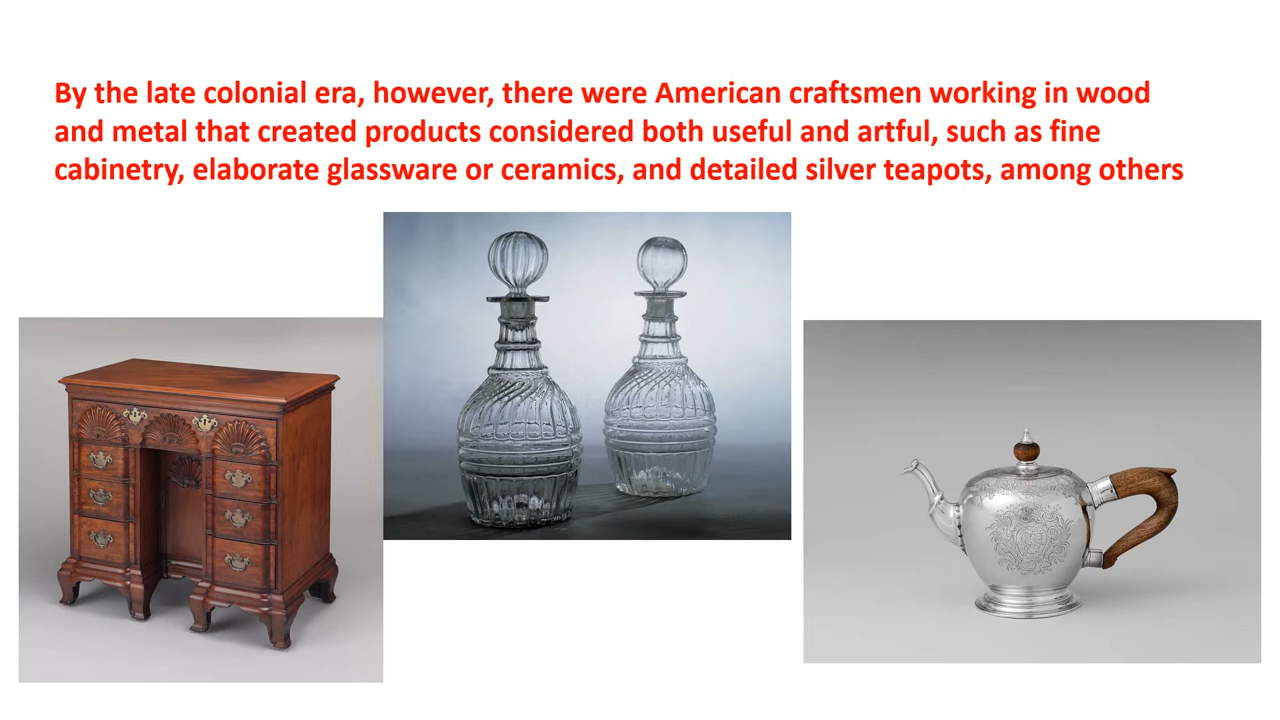 By the late colonial era, however, there were American craftsmen working in wood
and metal that created products considered both useful and artful, such as fine
cabinetry, elaborate glassware or ceramics, and detailed silver teapots, among others